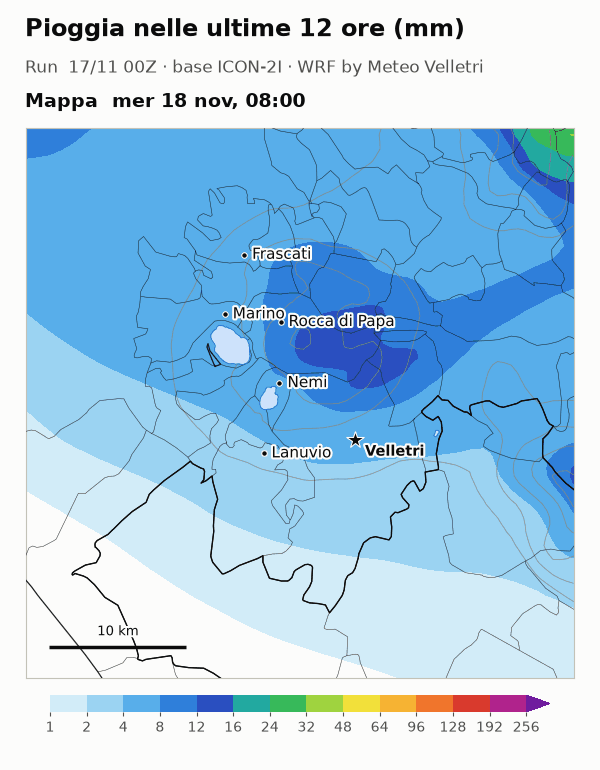 Pioggia nelle ultime 12 ore (mm)
Run 17/11 00Z · base ICON-2I · WRF by Meteo Velletri
Mappa mer 18 nov, 08:00
Frascati
Marino
Rocca di Papa
Nemi
Velletri
Lanuvio
10 km
1 2 4 8 12 16 24 32 48 64 96 128 192 256